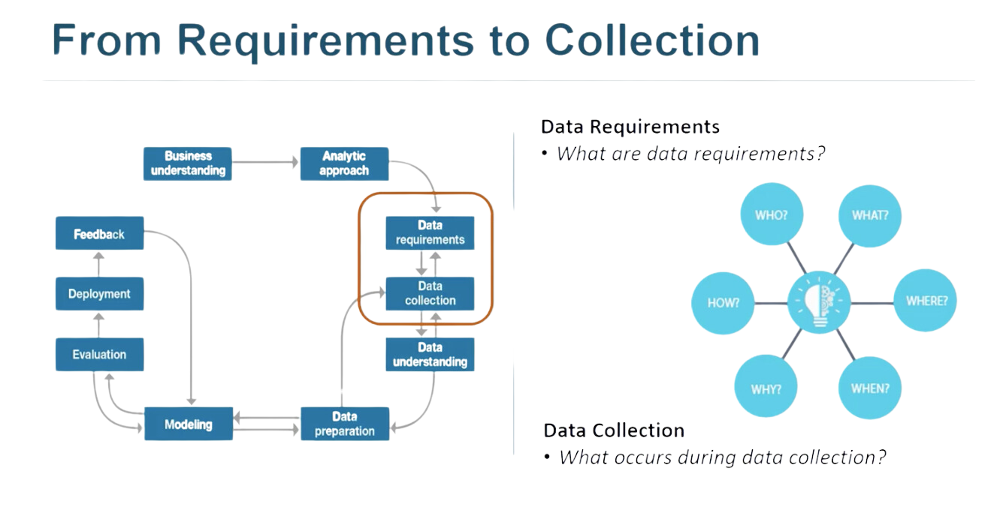 From Requirements to Collection
Business
understanding
Analytic
approach
Data
requirements
Data
collection
Data
understanding
Data
preparation
Modeling
Evaluation
Deployment
Feedback
Data Requirements
• What are data requirements?
WHO?
WHAT?
HOW?
WHERE?
WHY?
WHEN?
Data Collection
• What occurs during data collection?